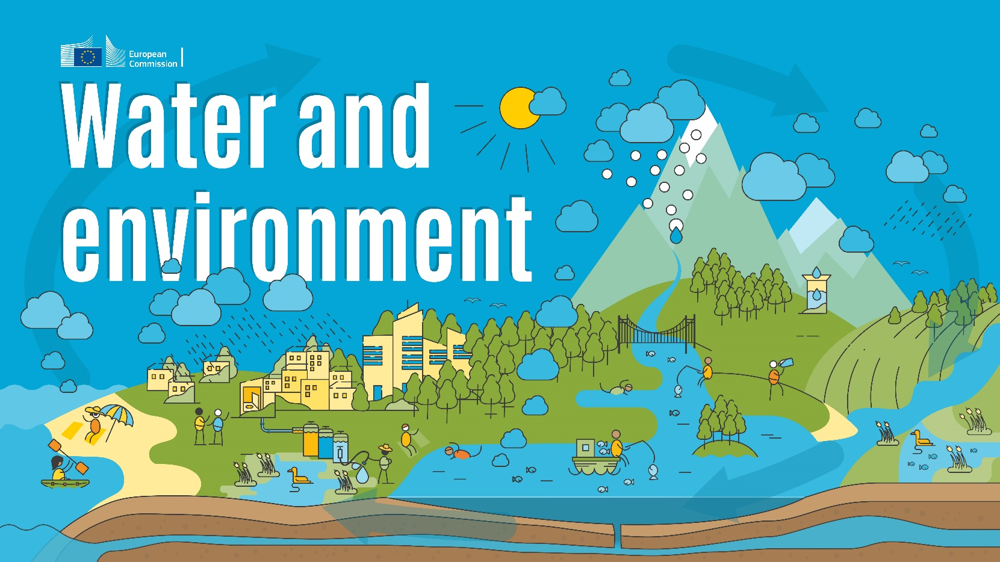 European
Commission
Water and
environment